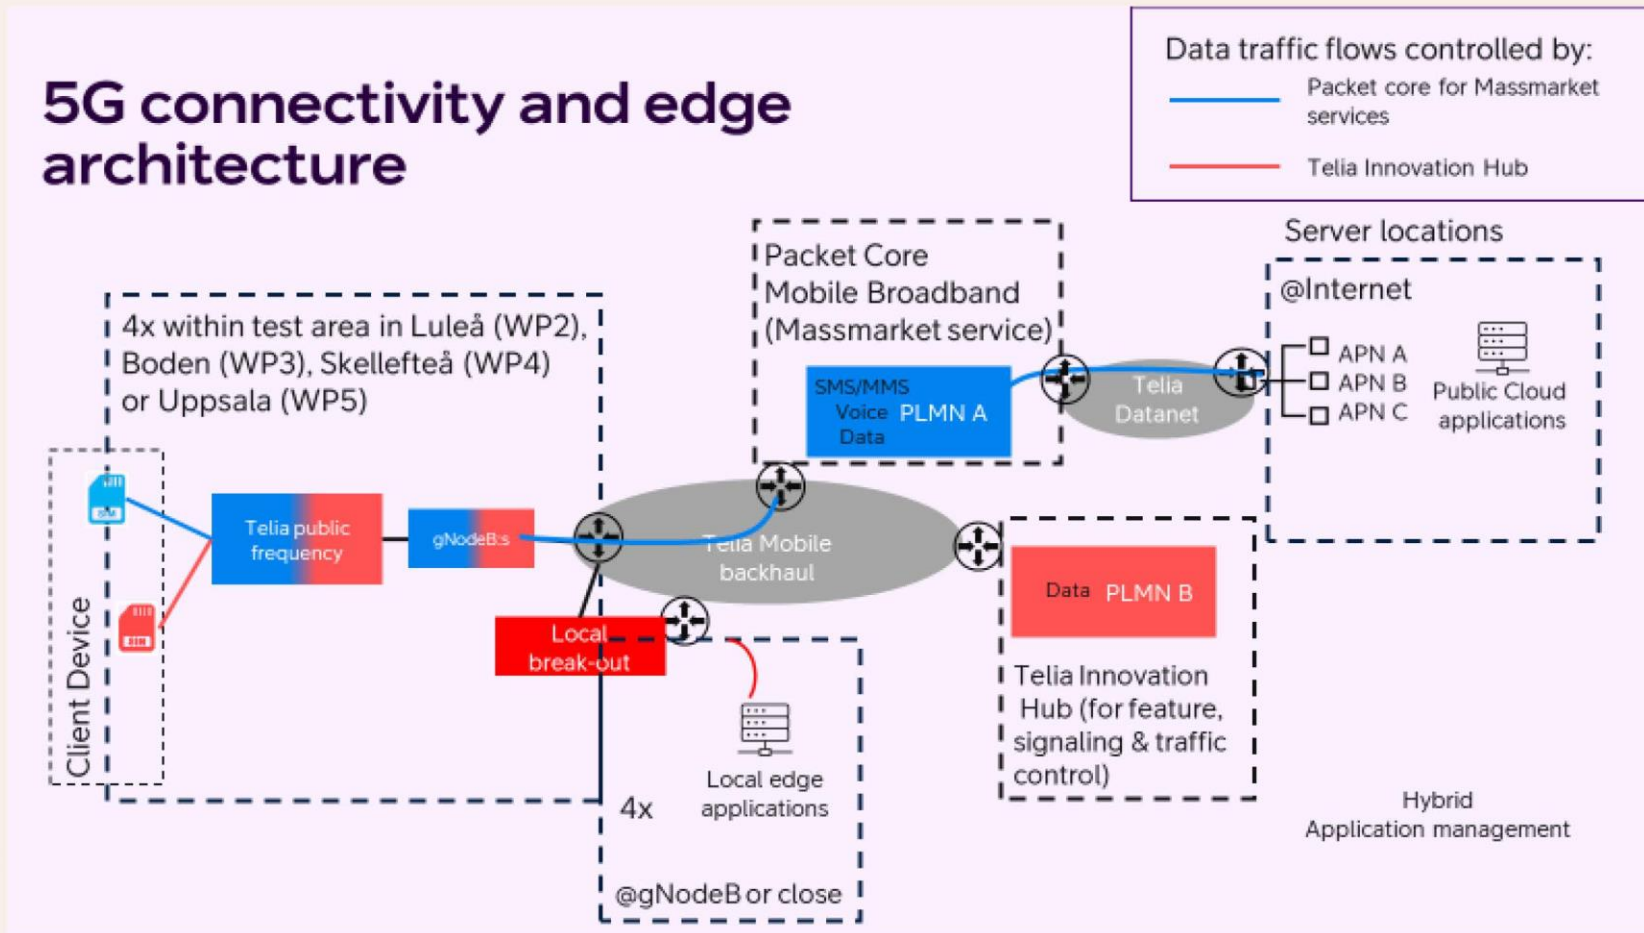 5G connectivity and edge
architecture
Data traffic flows controlled by:
Packet core for Massmarket
services
Telia Innovation Hub
Server locations
@Internet
APN A
APN B
APN C
Public Cloud
applications
Packet Core
Mobile Broadband
(Massmarket service)
SMS/MMS
Voice
Data
PLMN A
Telia
Datanet
4x within test area in Luleå (WP2),
Boden (WP3), Skellefteå (WP4)
or Uppsala (WP5)
Client Device
SIM
SIM
Telia public
frequency
gNodeB:s
Telia Mobile
backhaul
Local
break-out
Local edge
applications
4x
@gNodeB or close
Data PLMN B
Telia Innovation
Hub (for feature,
signaling & traffic
control)
Hybrid
Application management